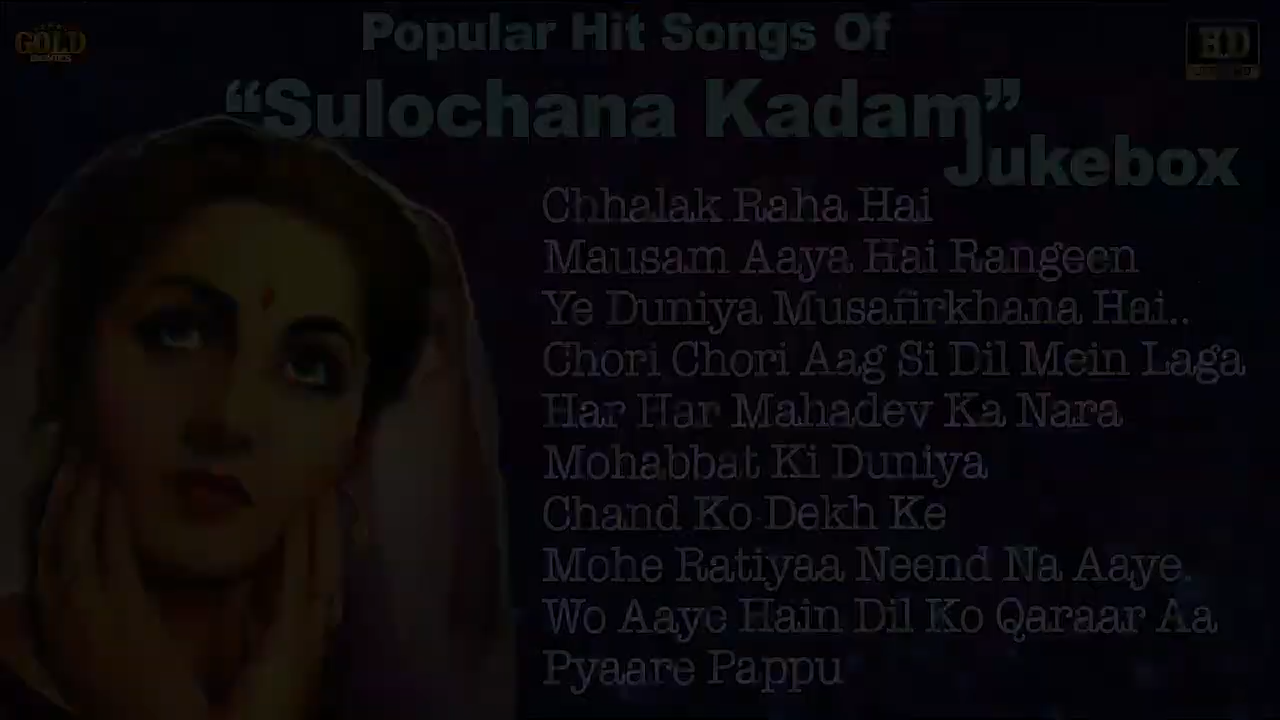 Popular Hit Songs Of
GOLD
MOVIES
HD
“Sulochana Kadam”
Jukebox
Chhalak Raha Hai
Mausam Aaya Hai Rangeen
Ye Duniya Musafirkhana Hai..
Chori Chori Aag Si Dil Mein Laga
Har Har Mahadev Ka Nara
Mohabbat Ki Duniya
Chand Ko Dekh Ke
Mohe Ratiyaa Neend Na Aaye.
Wo Aaye Hain Dil Ko Qaraar Aa
Pyaare Pappu